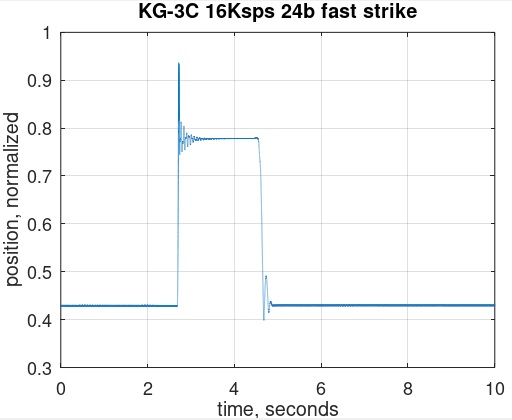 KG-3C 16Ksps 24b fast strike
1
0.9
0.8
0.7
0.6
0.5
0.4
0.3
position, normalized
0 2 4 6 8 10
time, seconds